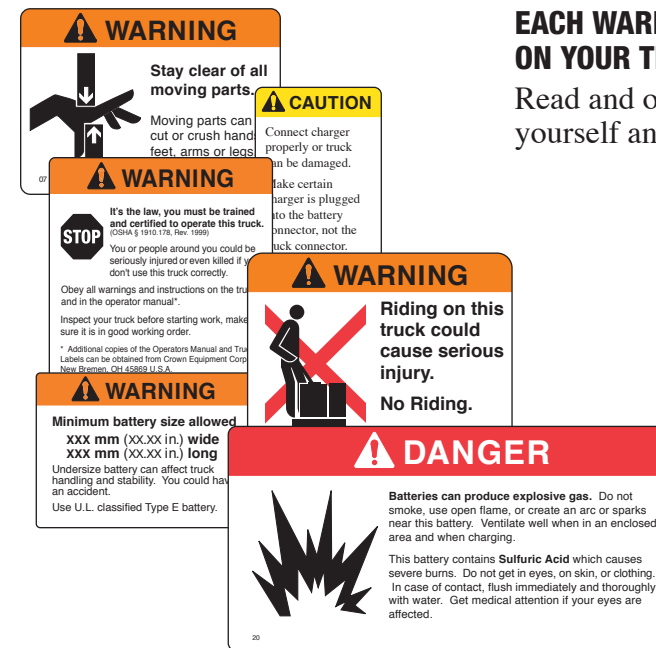 WARNING
Stay clear of all
moving parts.
Moving parts can
cut or crush hands
feet, arms or legs
07
CAUTION
Connect charger
properly or truck
can be damaged.
Make certain
charger is plugged
into the battery
connector, not the
truck connector.
WARNING
STOP
It's the law, you must be trained
and certified to operate this truck.
(OSHA § 1910.178, Rev. 1999)
You or people around you could be
seriously injured or even killed if
don't use this truck correctly.
Obey all warnings and instructions on the
and in the operator manual*.
Inspect your truck before starting work, make
sure it is in good working order.
* Additional copies of the Operators Manual and
Labels can be obtained from Crown Equipment Corp
New Bremen, OH 45869 U.S.A.
WARNING
Riding on this
truck could
cause serious
injury.
No Riding.
WARNING
Minimum battery size allowed
xxx mm (xx.xx in.) wide
xxx mm (xx.xx in.) long
Undersize battery can affect truck
handling and stability. You could
an accident.
Use U.L. classified Type E battery.
DANGER
Batteries can produce explosive gas. Do not
smoke, use open flame, or create an arc or sparks
near this battery. Ventilate well when in an enclosed
area and when charging.
This battery contains Sulfuric Acid which causes
severe burns. Do not get in eyes, on skin, or clothing.
In case of contact, flush immediately and thoroughly
with water. Get medical attention if your eyes are
affected.
20
EACH
ON YOUR
Read and
yourself